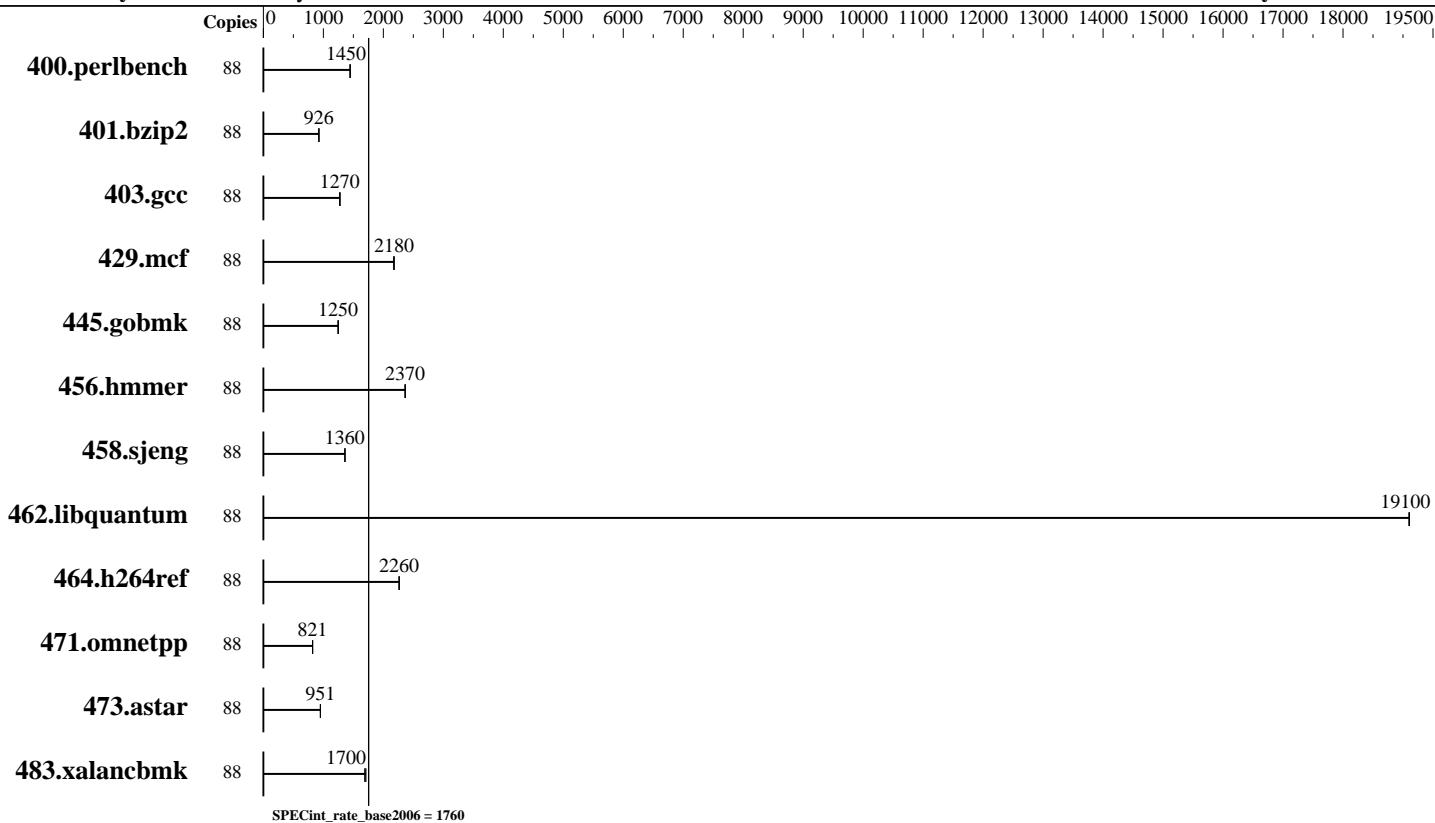 Copies 0 1000 2000 3000 4000 5000 6000 7000 8000 9000 10000 11000 12000 13000 14000 15000 16000 17000 18000 19500
400.perlbench 88 1450
401.bzip2 88 926
403.gcc 88 1270
429.mcf 88 2180
445.gobmk 88 1250
456.hmmer 88 2370
458.sjeng 88 1360
462.libquantum 88 19100
464.h264ref 88 2260
471.omnetpp 88 821
473.astar 88 951
483.xalancbmk 88 1700
SPECint_rate_base2006 = 1760